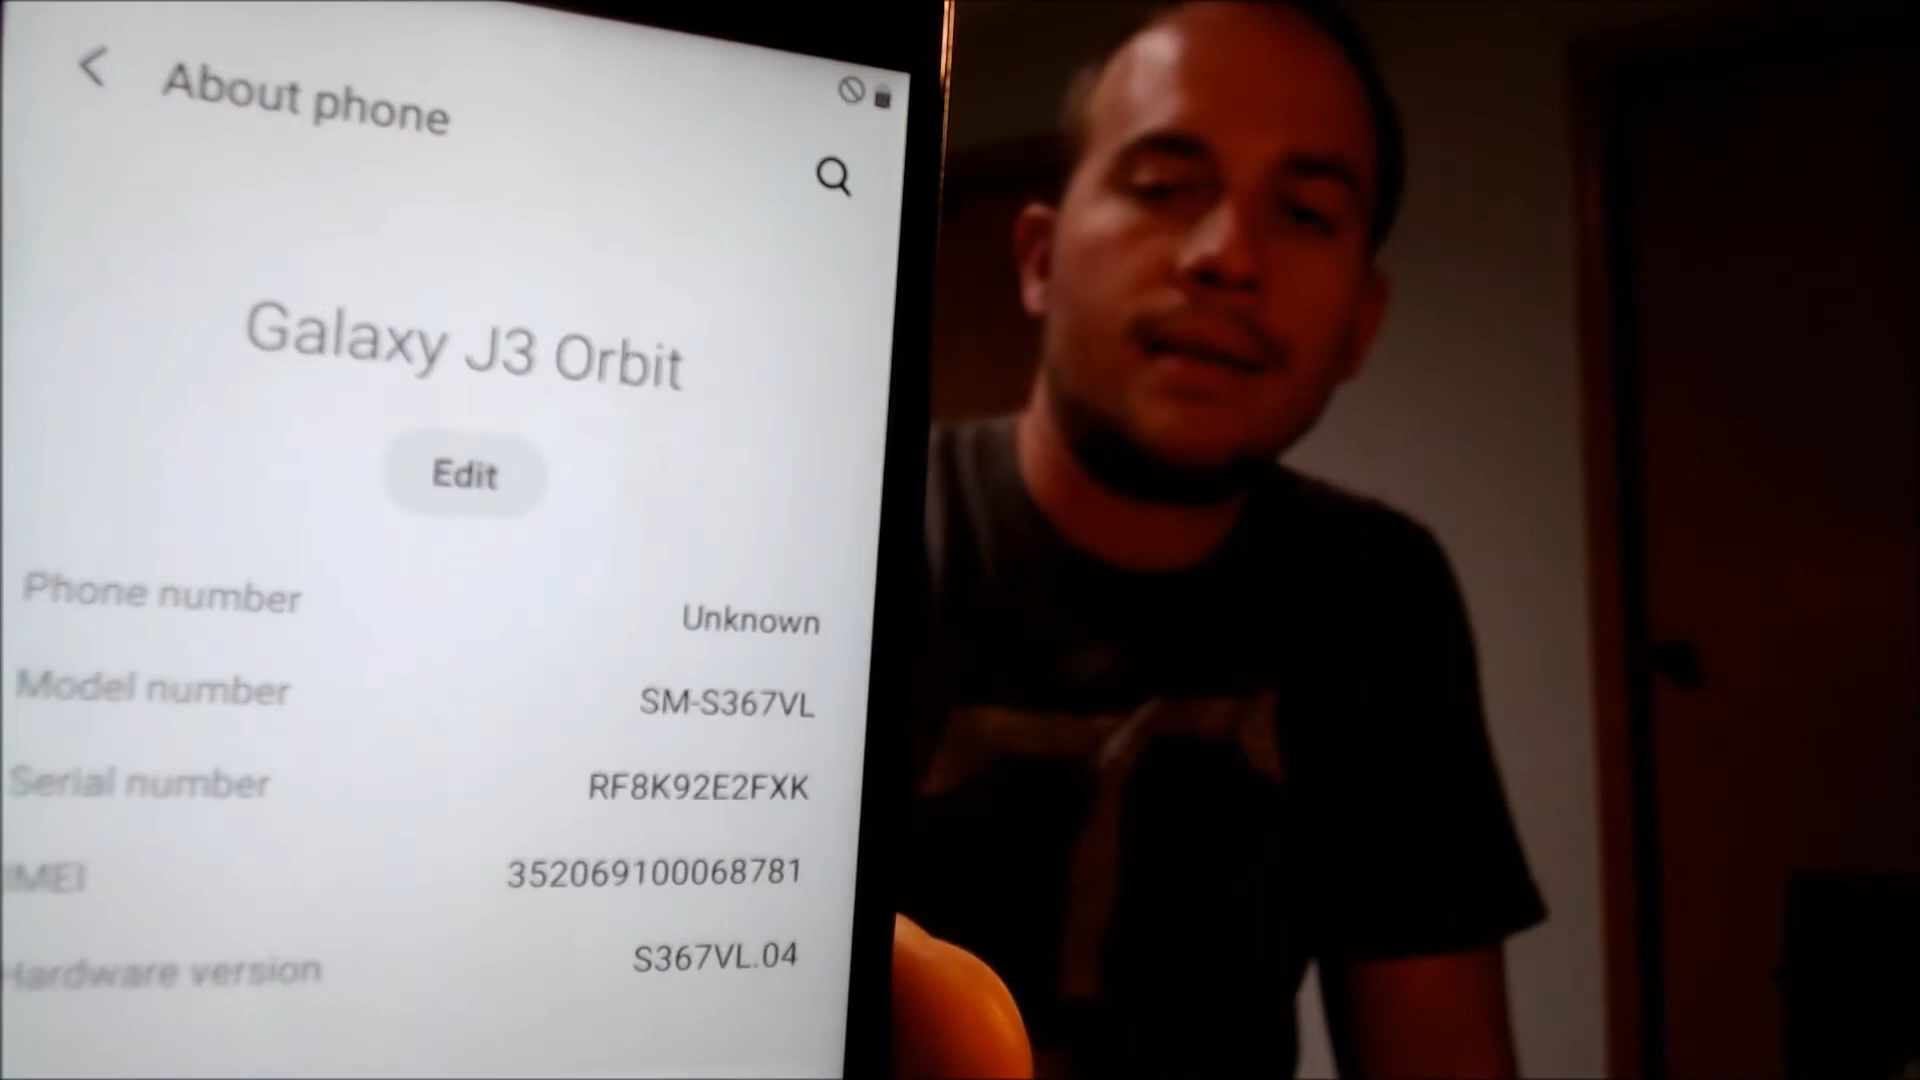 About phone
Galaxy J3 Orbit
Edit
Phone number Unknown
Model number SM-S367VL
Serial number RF8K92E2FXK
IMEI 352069100068781
Hardware version S367VL.04